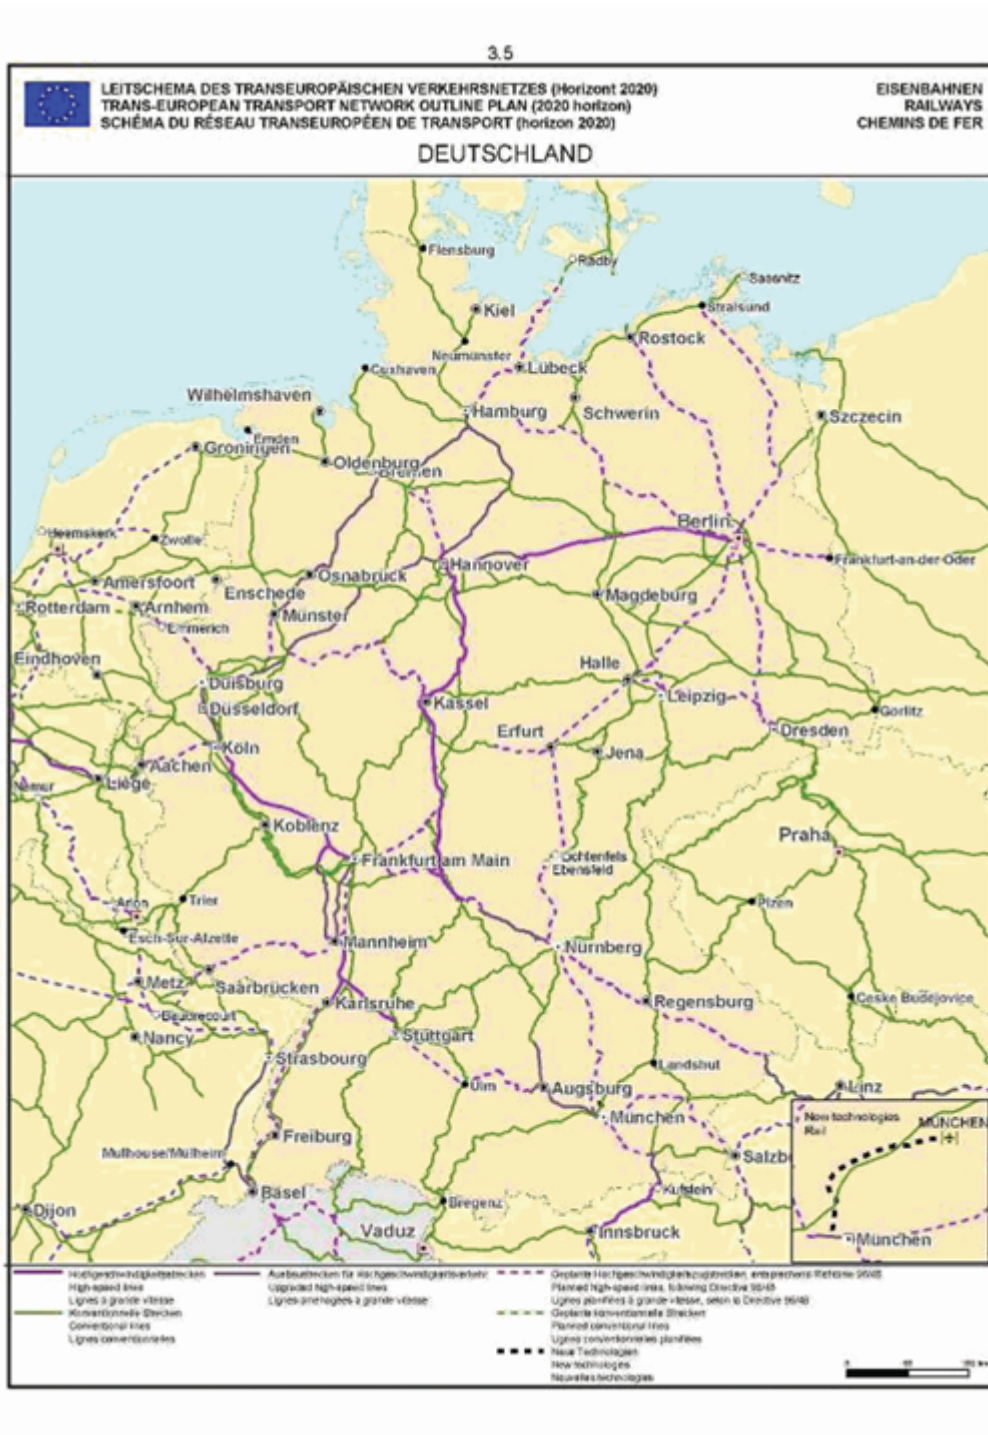 3.5
LEITSCHEMA DES TRANSEUROPÄISCHEN VERKEHRSNETZES (Horizont 2020)
TRANS-EUROPEAN TRANSPORT NETWORK OUTLINE PLAN (2020 horizon)
SCHÉMA DU RÉSEAU TRANSEUROPÉEN DE TRANSPORT (horizon 2020)
EISENBAHNEN
RAILWAYS
CHEMINS DE FER
DEUTSCHLAND
Flensburg
Rødby
Sassnitz
Kiel
Stralsund
Rostock
Neumünster
Lübeck
Cuxhaven
Wilhelmshaven
Hamburg
Schwerin
Szczecin
Emden
Groningen
Oldenburg
Bremen
Berlin
Heemskerk
Zwolle
Frankfurt-an-der-Oder
Hannover
Osnabrück
Amersfoort
Enschede
Magdeburg
Rotterdam
Arnhem
Münster
Emmerich
Eindhoven
Halle
Duisburg
Leipzig
Kassel
Düsseldorf
Görlitz
Erfurt
Dresden
Köln
Jena
Aachen
Liège
Namur
Koblenz
Praha
Frankfurt am Main
Lichtenfels
Ebensfeld
Arlon
Trier
Plzen
Esch-Sur-Alzette
Mannheim
Nürnberg
Metz
Saarbrücken
Karlsruhe
Regensburg
Ceske Budejovice
Baudrecourt
Nancy
Stuttgart
Strasbourg
Landshut
Ulm
Augsburg
Linz
München
Freiburg
Mulhouse/Mülheim
Salzb
Kufstein
Basel
Bregenz
Dijon
Vaduz
Innsbruck
New technologies
Rail
MÜNCHEN
München
Hochgeschwindigkeitsstrecken
High-speed lines
Lignes à grande vitesse
Konventionelle Strecken
Conventional lines
Lignes conventionnelles
Ausbaustrecken für Hochgeschwindigkeitsverkehr
Upgraded high-speed lines
Lignes aménagées à grande vitesse
Planned high-speed lines, following Directive 96/48
Lignes planifiées à grande vitesse, selon la Directive 96/48
Geplante konventionelle Strecken
Planned conventional lines
Lignes conventionnelles planifiées
Neue Technologien
New technologies
Nouvelles technologies